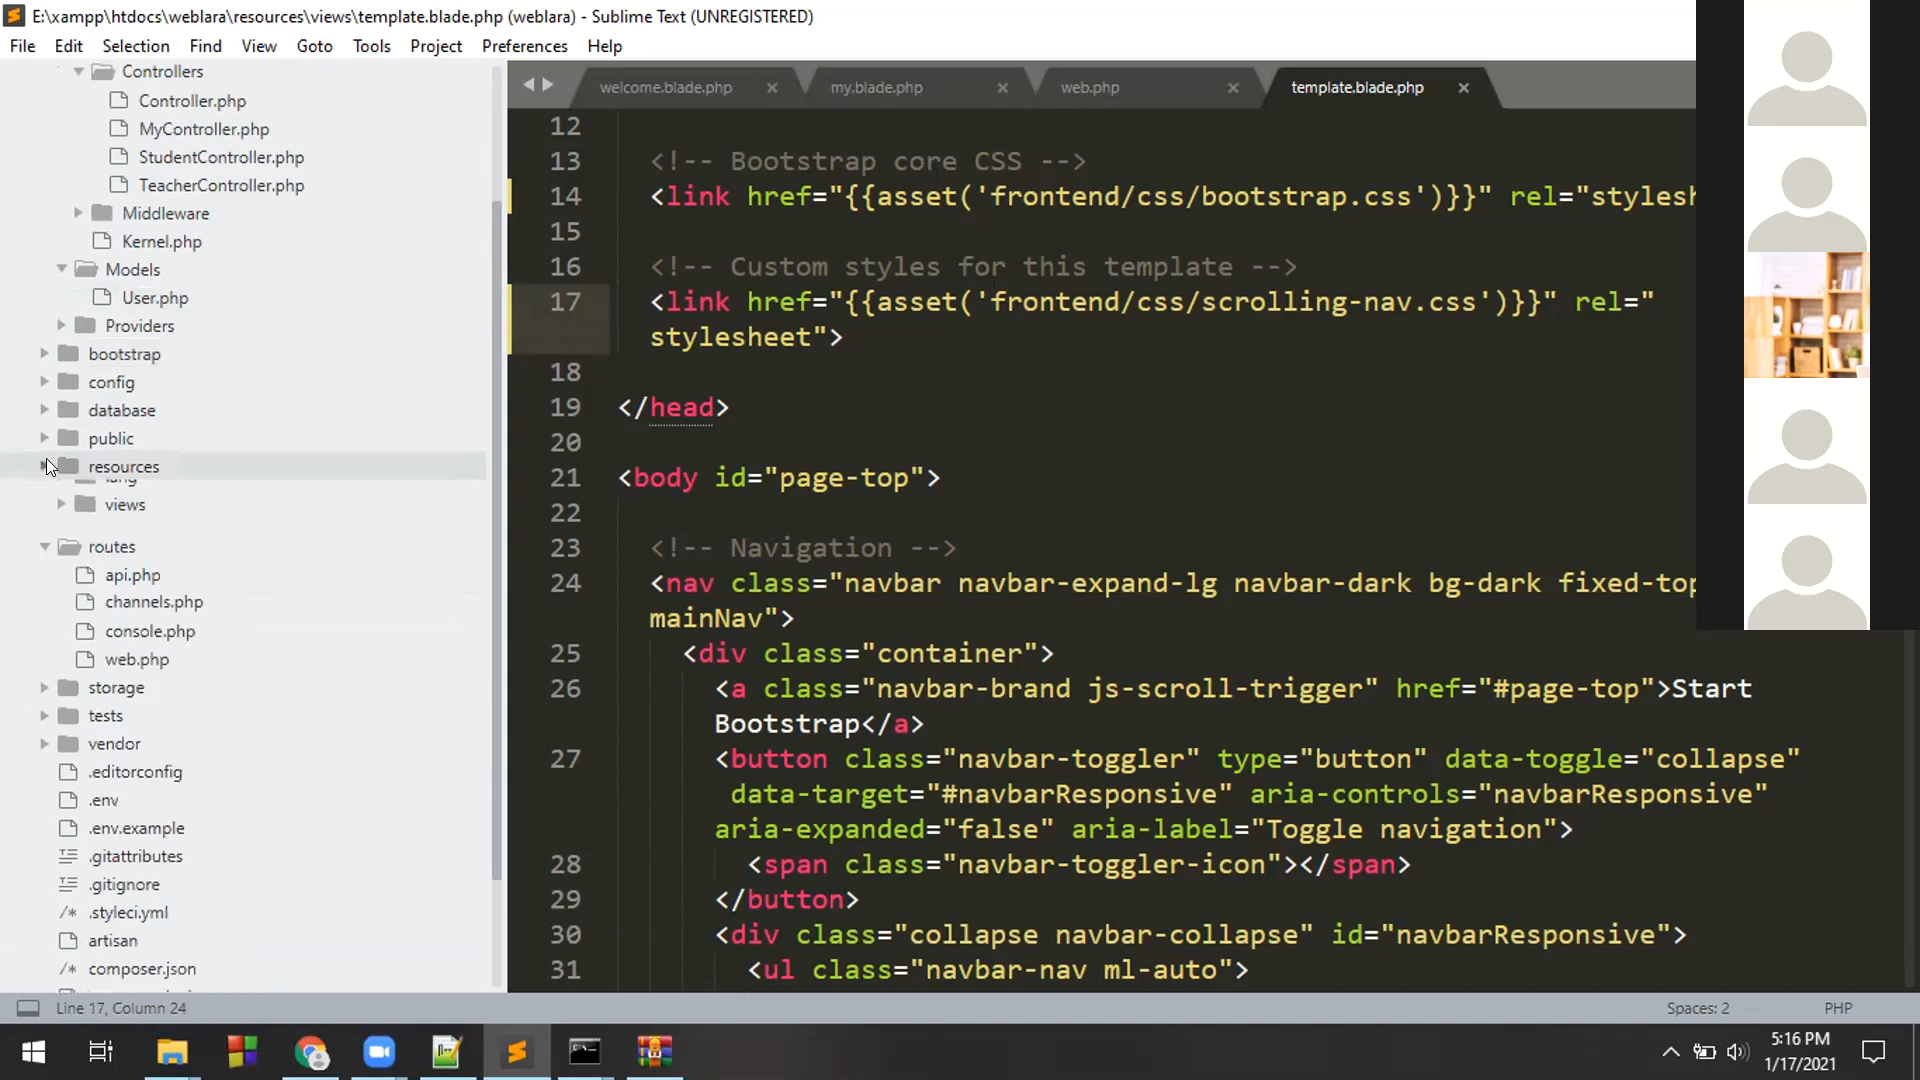 E:\xampp\htdocs\weblara\resources\views\template.blade.php (weblara) - Sublime Text (UNREGISTERED)
File Edit Selection Find View Goto Tools Project Preferences Help
Controllers
Controller.php
MyController.php
StudentController.php
TeacherController.php
Middleware
Kernel.php
Models
User.php
Providers
bootstrap
config
database
public
resources
lang
views
routes
api.php
channels.php
console.php
web.php
storage
tests
vendor
.editorconfig
.env
.env.example
.gitattributes
.gitignore
/* .styleci.yml
artisan
/* composer.json
welcome.blade.php × my.blade.php × web.php × template.blade.php ×
12
13 <!-- Bootstrap core CSS -->
14 <link href="{{asset('frontend/css/bootstrap.css')}}" rel="stylesh
15
16 <!-- Custom styles for this template -->
17 <link href="{{asset('frontend/css/scrolling-nav.css')}}" rel="
stylesheet">
18
19 </head>
20
21 <body id="page-top">
22
23 <!-- Navigation -->
24 <nav class="navbar navbar-expand-lg navbar-dark bg-dark fixed-top
mainNav">
25 <div class="container">
26 <a class="navbar-brand js-scroll-trigger" href="#page-top">Start
Bootstrap</a>
27 <button class="navbar-toggler" type="button" data-toggle="collapse"
data-target="#navbarResponsive" aria-controls="navbarResponsive"
aria-expanded="false" aria-label="Toggle navigation">
28 <span class="navbar-toggler-icon"></span>
29 </button>
30 <div class="collapse navbar-collapse" id="navbarResponsive">
31 <ul class="navbar-nav ml-auto">
Line 17, Column 24
Spaces: 2
PHP
5:16 PM
1/17/2021